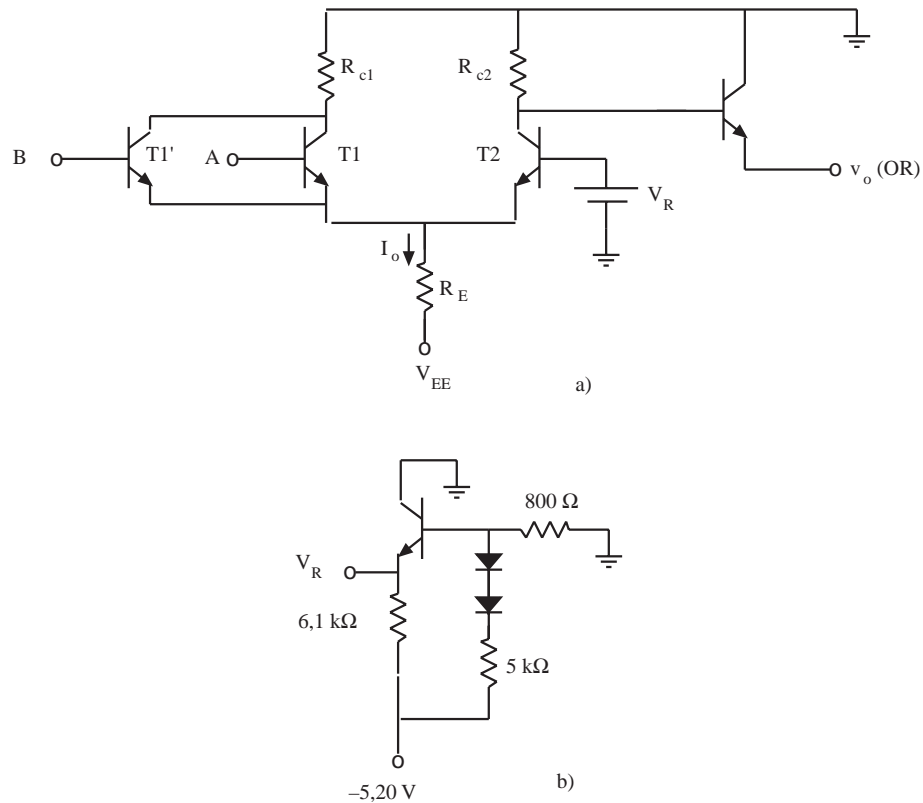 R c1
R c2
B
T1'
A
T1
T2
v o (OR)
V R
I o
R E
V EE
a)
800 Ω
V R
6,1 kΩ
5 kΩ
–5,20 V
b)